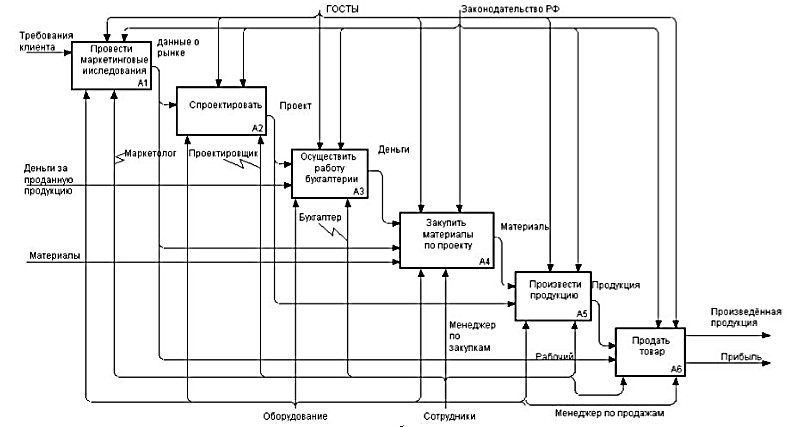 ГОСТЫ
Законодательство РФ
Требования
клиента
Провести
маркетинговые
ииследования
А1
Данные о
рынке
Спроектировать
А2
Проект
Маркетолог
Проектировщик
Осуществить
работу
бухгалтерии
А3
Деньги
Деньги за
проданную
продукцию
Бухгалтер
Закупить
материалы
по проекту
А4
Материалы
Материалы
Произвести
продукцию
А5
Продукция
Произведённая
продукция
Менеджер
по
закупкам
Рабочий
Продать
товар
А6
Прибыль
Оборудование
Сотрудники
Менеджер по продажам